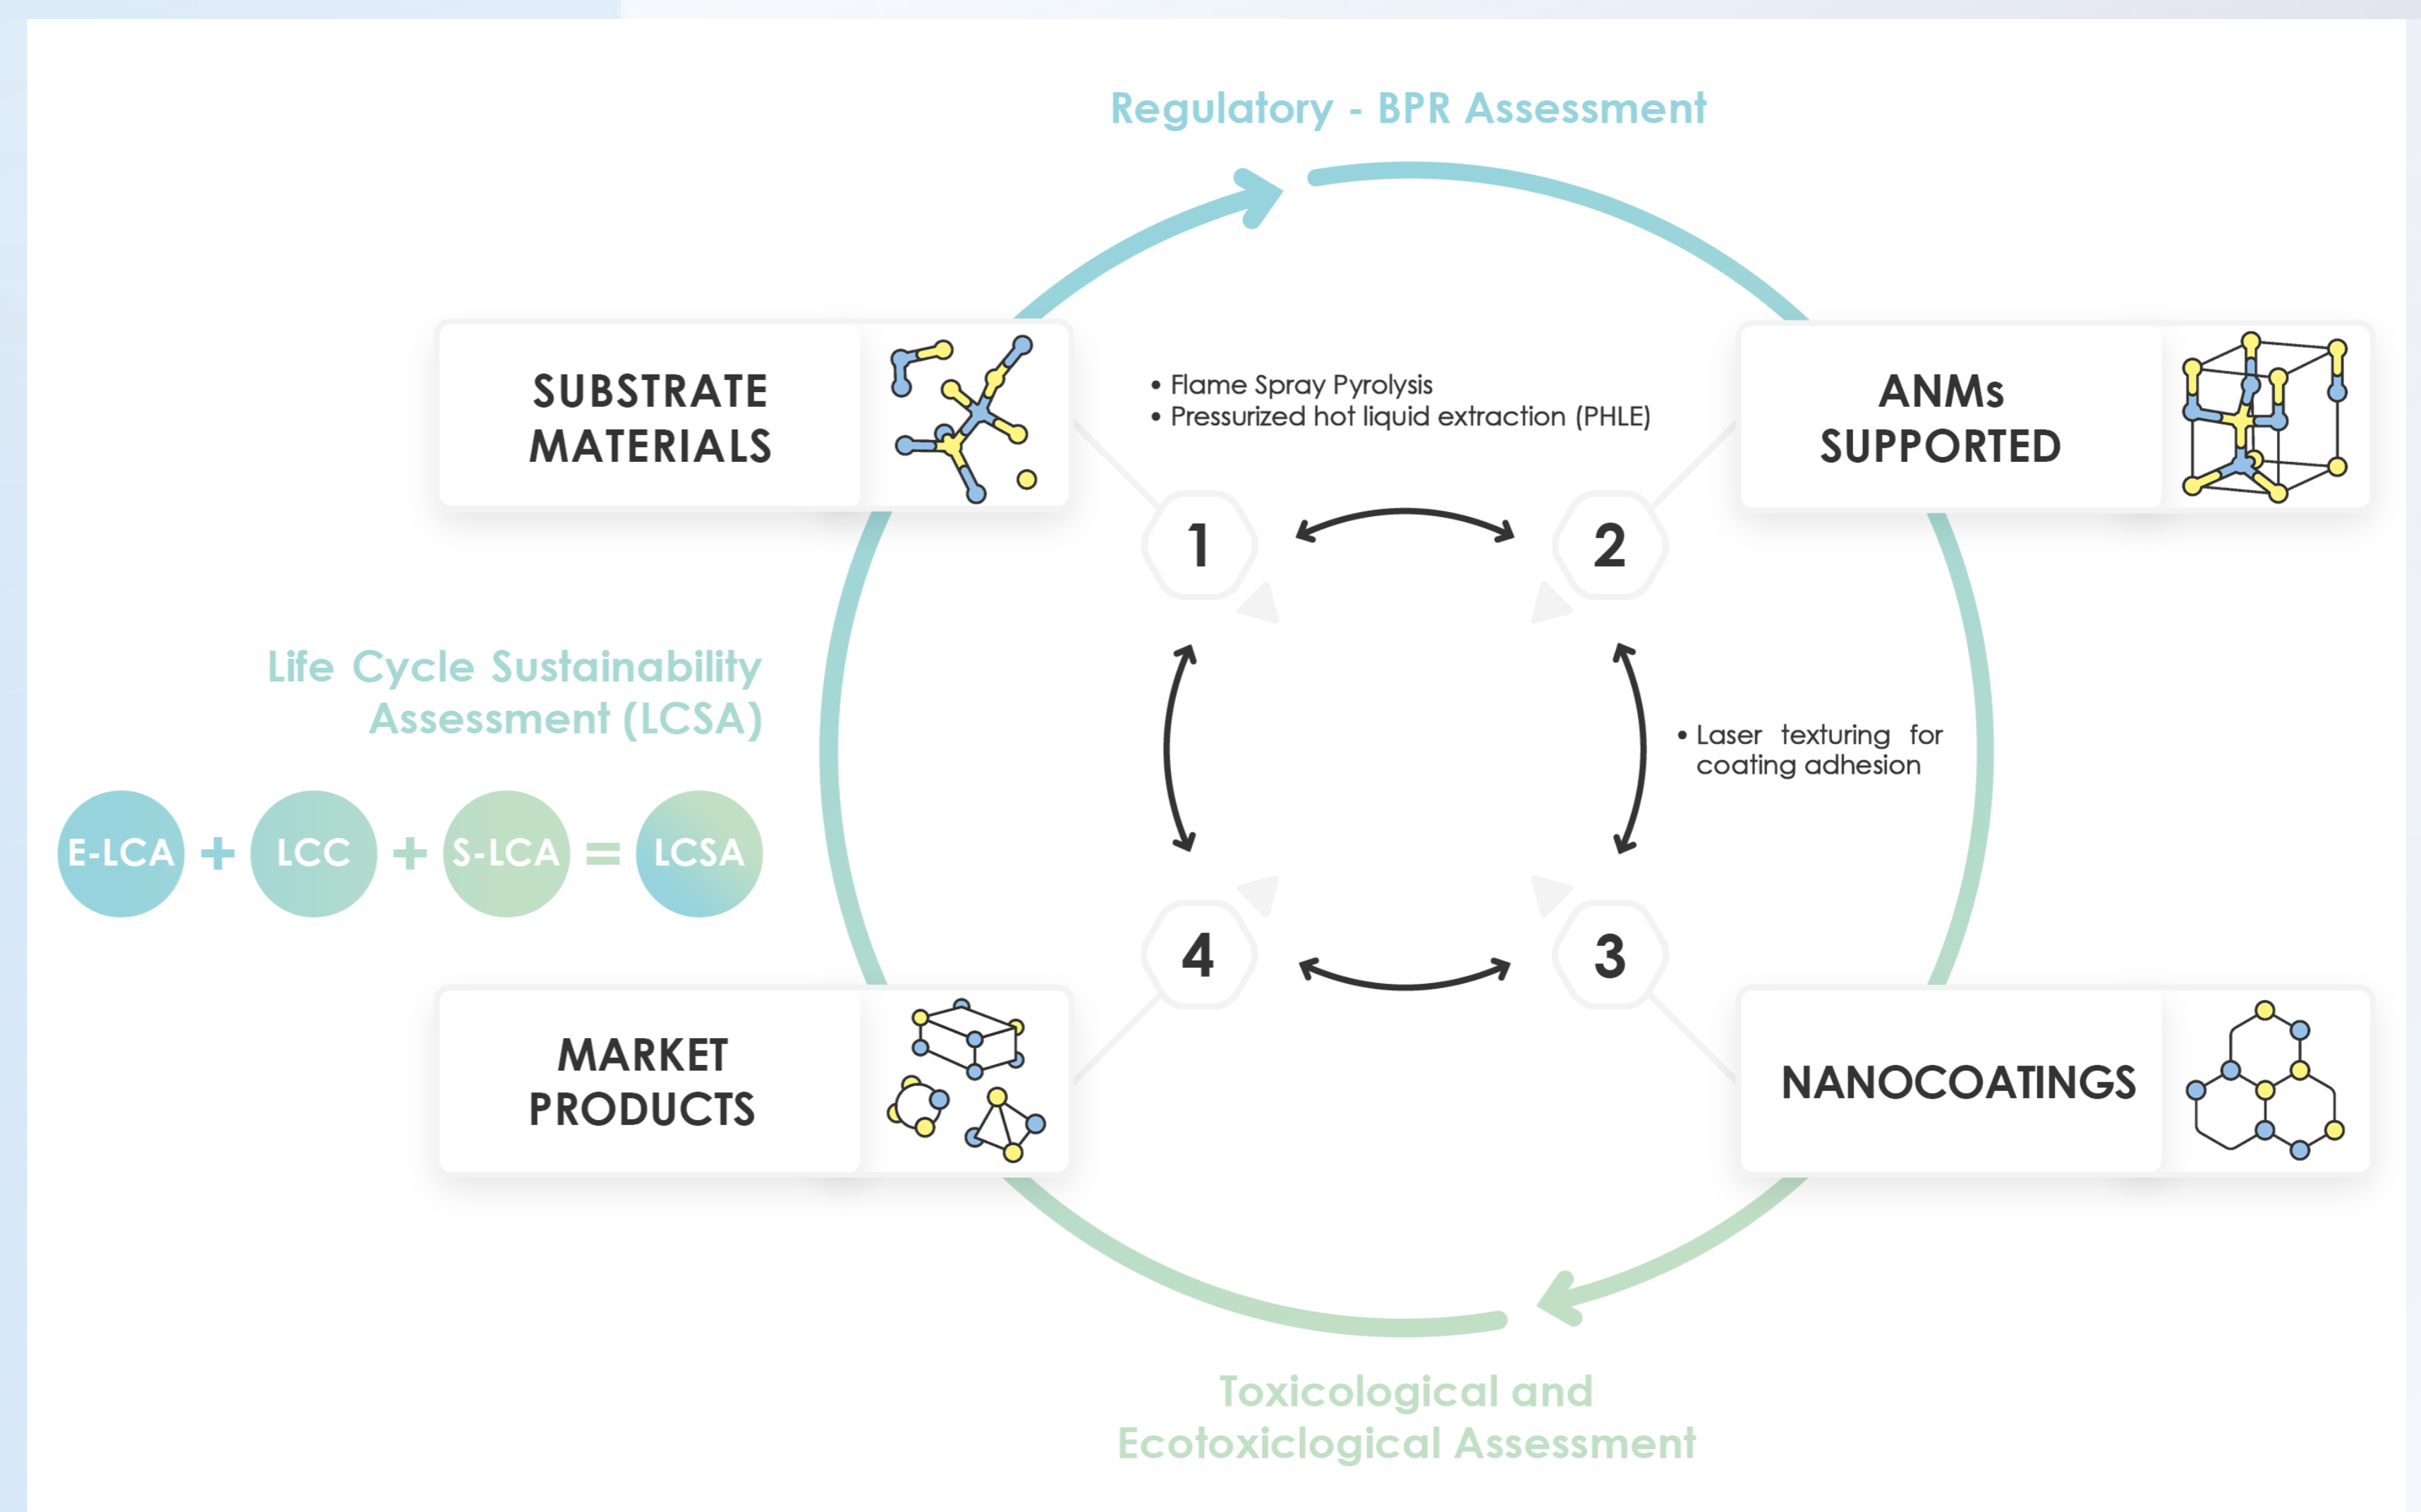 Regulatory - BPR Assessment
SUBSTRATE
MATERIALS
• Flame Spray Pyrolysis
• Pressurized hot liquid extraction (PHLE)
ANMs
SUPPORTED
1
2
Life Cycle Sustainability
Assessment (LCSA)
E-LCA + LCC + S-LCA = LCSA
• Laser texturing for
coating adhesion
4
3
MARKET
PRODUCTS
NANOCOATINGS
Toxicological and
Ecotoxiclogical Assessment